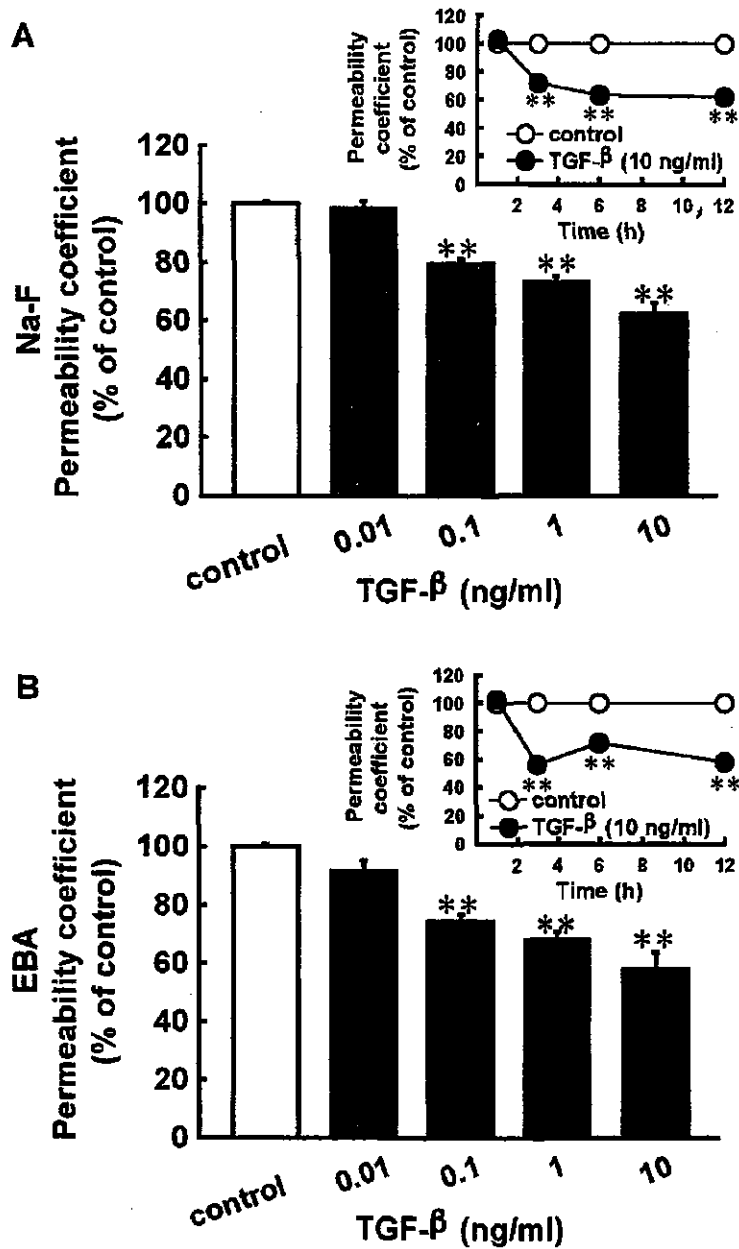 A
Permeability
coefficient
(% of control)
120
100
80
60
40
20
0
** ** **
control
TGF-β (10 ng/ml)
2 4 6 8 10, 12
Time (h)
Na-F
Permeability coefficient
(% of control)
120
100
80
60
40
20
0
** ** **
control 0.01 0.1 1 10
TGF-β (ng/ml)
B
Permeability
coefficient
(% of control)
120
100
80
60
40
20
0
** ** **
control
TGF-β (10 ng/ml)
2 4 6 8 10 12
Time (h)
EBA
Permeability coefficient
(% of control)
120
100
80
60
40
20
0
** ** **
control 0.01 0.1 1 10
TGF-β (ng/ml)